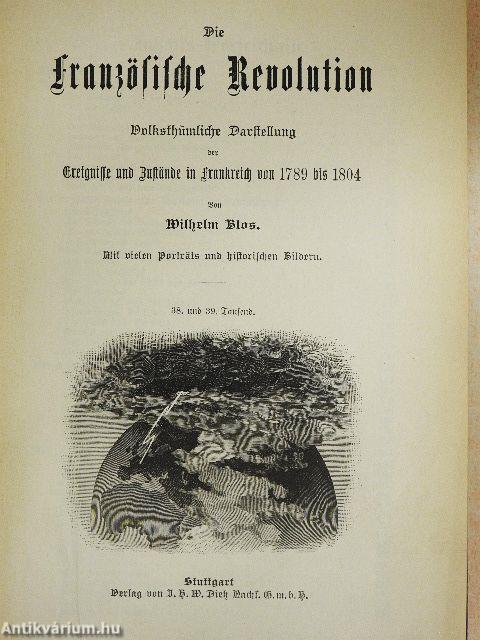 Die
Französische Revolution
Volksthümliche Darstellung
der
Ereignisse und Zustände in Frankreich von 1789 bis 1804
Von
Wilhelm Blos.
Mit vielen Porträts und historischen Bildern.
38. und 39. Tausend.
Stuttgart
Verlag von J. H. W. Dietz Nachf. G. m. b. H.
Antikvárium.hu